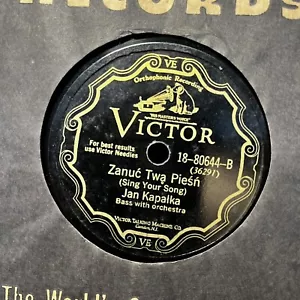 RECORDS
VE
Orthophonic Recording
"HIS MASTER'S VOICE"
VICTOR
For best results
use Victor Needles
18-80644-B
(36291)
Zanuć Twą Pieśń
(Sing Your Song)
Jan Kapałka
Bass with orchestra
VICTOR TALKING MACHINE CO.
Camden, N.J.
VE
The World's